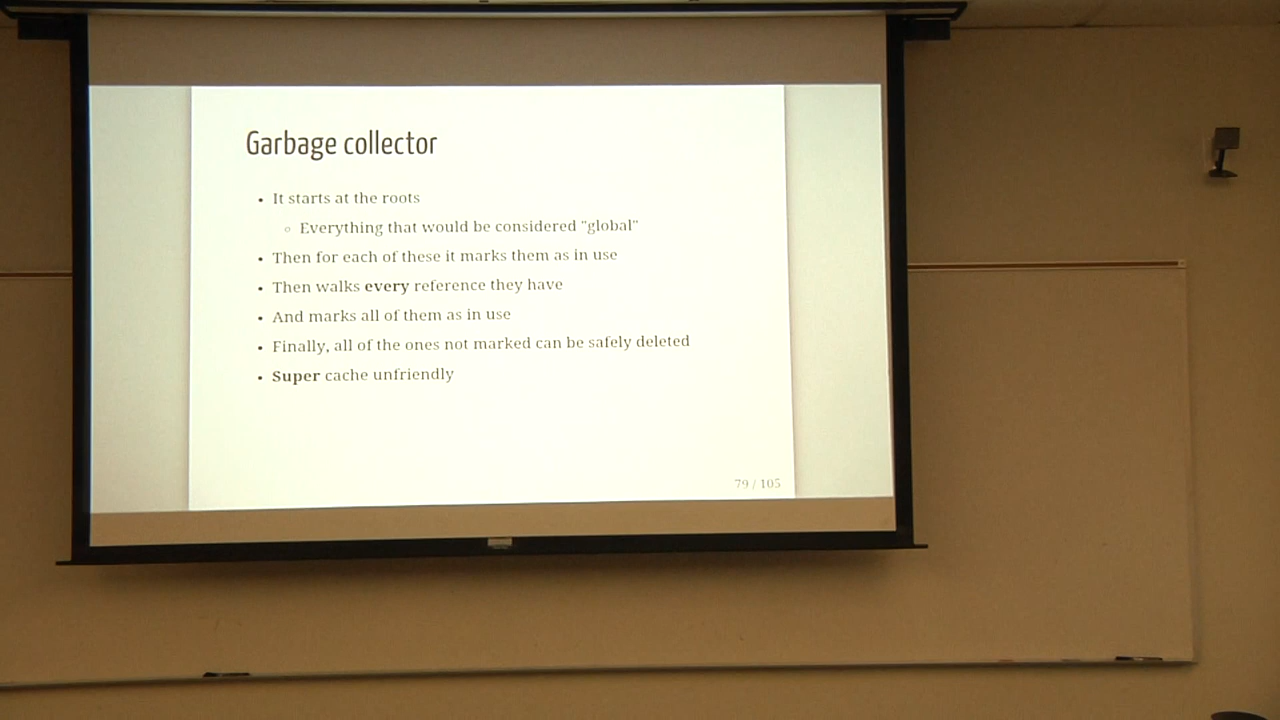 Garbage collector
• It starts at the roots
◦ Everything that would be considered "global"
• Then for each of these it marks them as in use
• Then walks every reference they have
• And marks all of them as in use
• Finally, all of the ones not marked can be safely deleted
• Super cache unfriendly
79 / 105